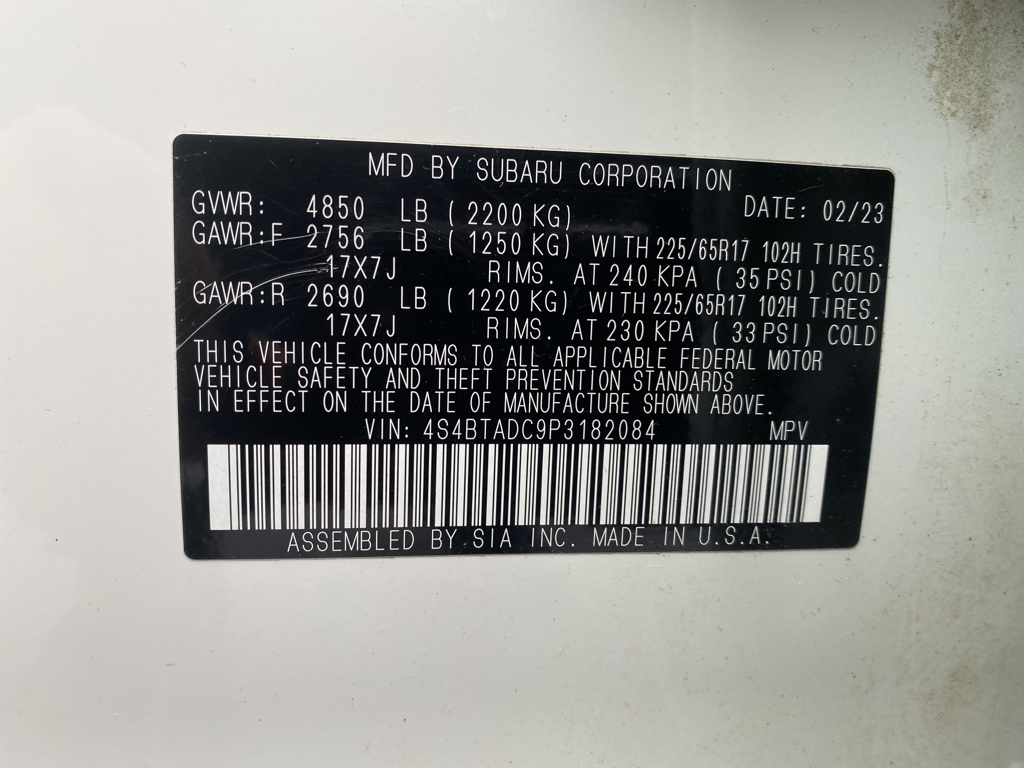 MFD BY SUBARU CORPORATION
GVWR: 4850 LB ( 2200 KG) DATE: 02/23
GAWR:F 2756 LB ( 1250 KG) WITH 225/65R17 102H TIRES.
17X7J RIMS. AT 240 KPA ( 35 PSI) COLD
GAWR:R 2690 LB ( 1220 KG) WITH 225/65R17 102H TIRES.
17X7J RIMS. AT 230 KPA ( 33 PSI) COLD
THIS VEHICLE CONFORMS TO ALL APPLICABLE FEDERAL MOTOR
VEHICLE SAFETY AND THEFT PREVENTION STANDARDS
IN EFFECT ON THE DATE OF MANUFACTURE SHOWN ABOVE.
VIN: 4S4BTADC9P3182084 MPV
ASSEMBLED BY SIA INC. MADE IN U.S.A.